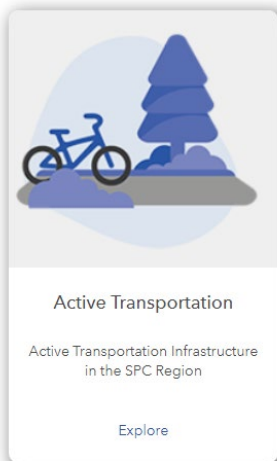 Active Transportation
Active Transportation Infrastructure
in the SPC Region
Explore